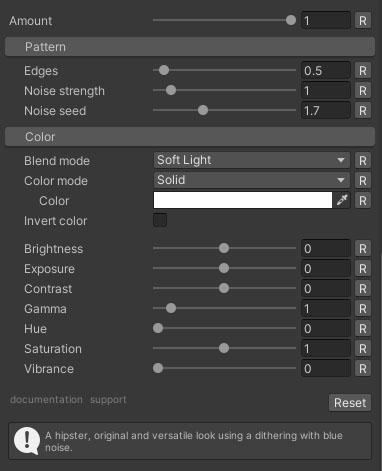 Amount 1 R
Pattern
Edges 0.5 R
Noise strength 1 R
Noise seed 1.7 R
Color
Blend mode Soft Light R
Color mode Solid R
Color R
Invert color R
Brightness 0 R
Exposure 0 R
Contrast 0 R
Gamma 1 R
Hue 0 R
Saturation 1 R
Vibrance 0 R
documentation support Reset
A hipster, original and versatile look using a dithering with blue
noise.